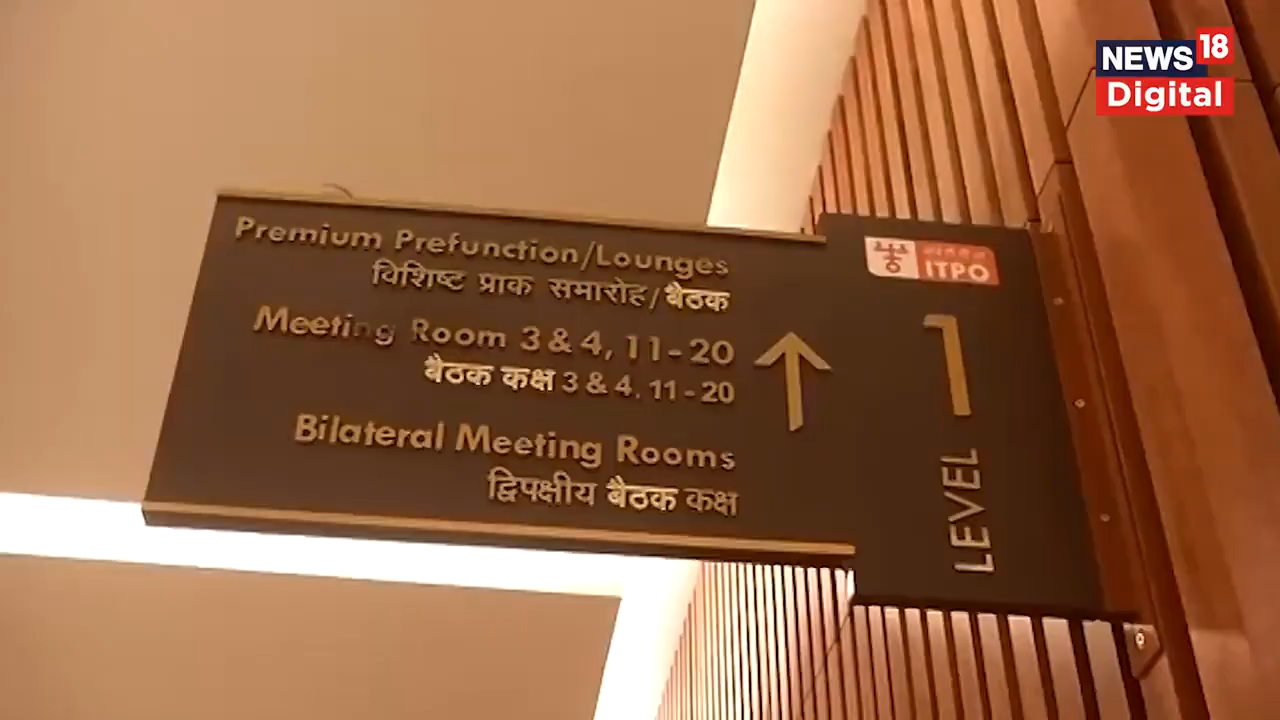 NEWS 18
Digital
Premium Prefunction/Lounges
विशिष्ट प्राक समारोह/बैठक
Meeting Room 3 & 4, 11-20
बैठक कक्ष 3 & 4. 11-20
Bilateral Meeting Rooms
द्विपक्षीय बैठक कक्ष
ITPO
LEVEL 1